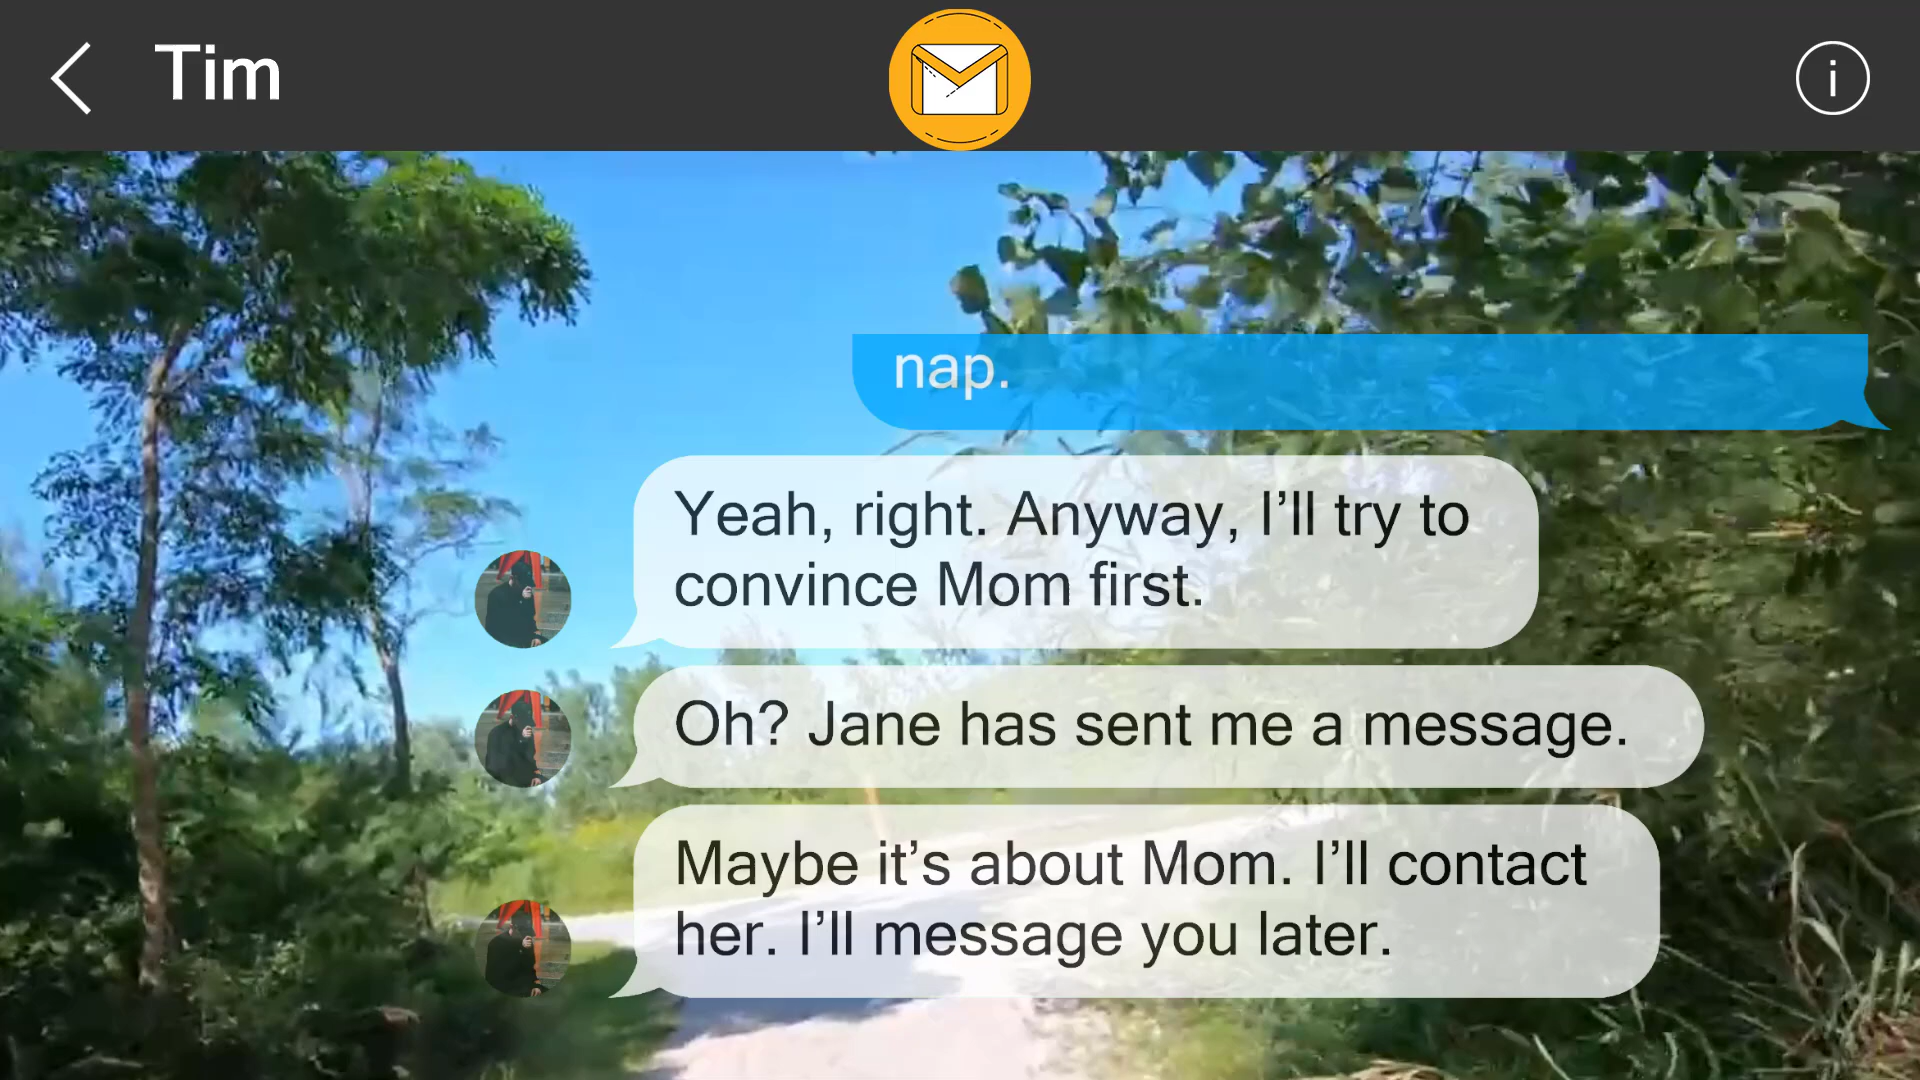 Tim
i
nap.
Yeah, right. Anyway, I’ll try to
convince Mom first.
Oh? Jane has sent me a message.
Maybe it’s about Mom. I’ll contact
her. I’ll message you later.